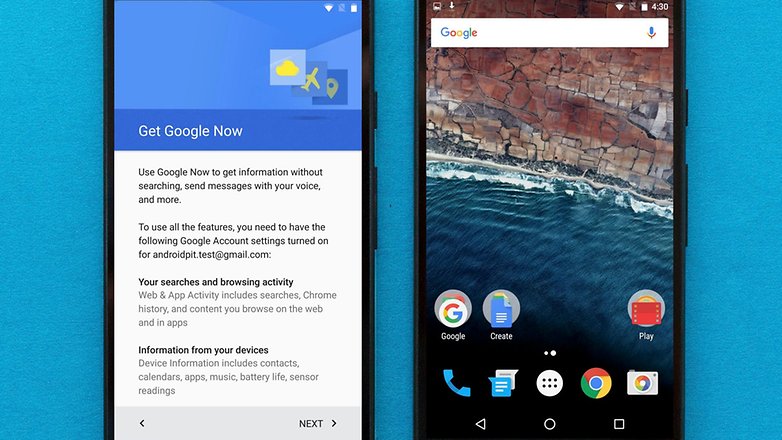 Get Google Now
Use Google Now to get information without
searching, send messages with your voice,
and more.
To use all the features, you need to have the
following Google Account settings turned on
for androidpit.test@gmail.com:
Your searches and browsing activity
Web & App Activity includes searches, Chrome
history, and content you browse on the web
and in apps
Information from your devices
Device Information includes contacts,
calendars, apps, music, battery life, sensor
readings
NEXT
4:30
Google
Google
Create
Play